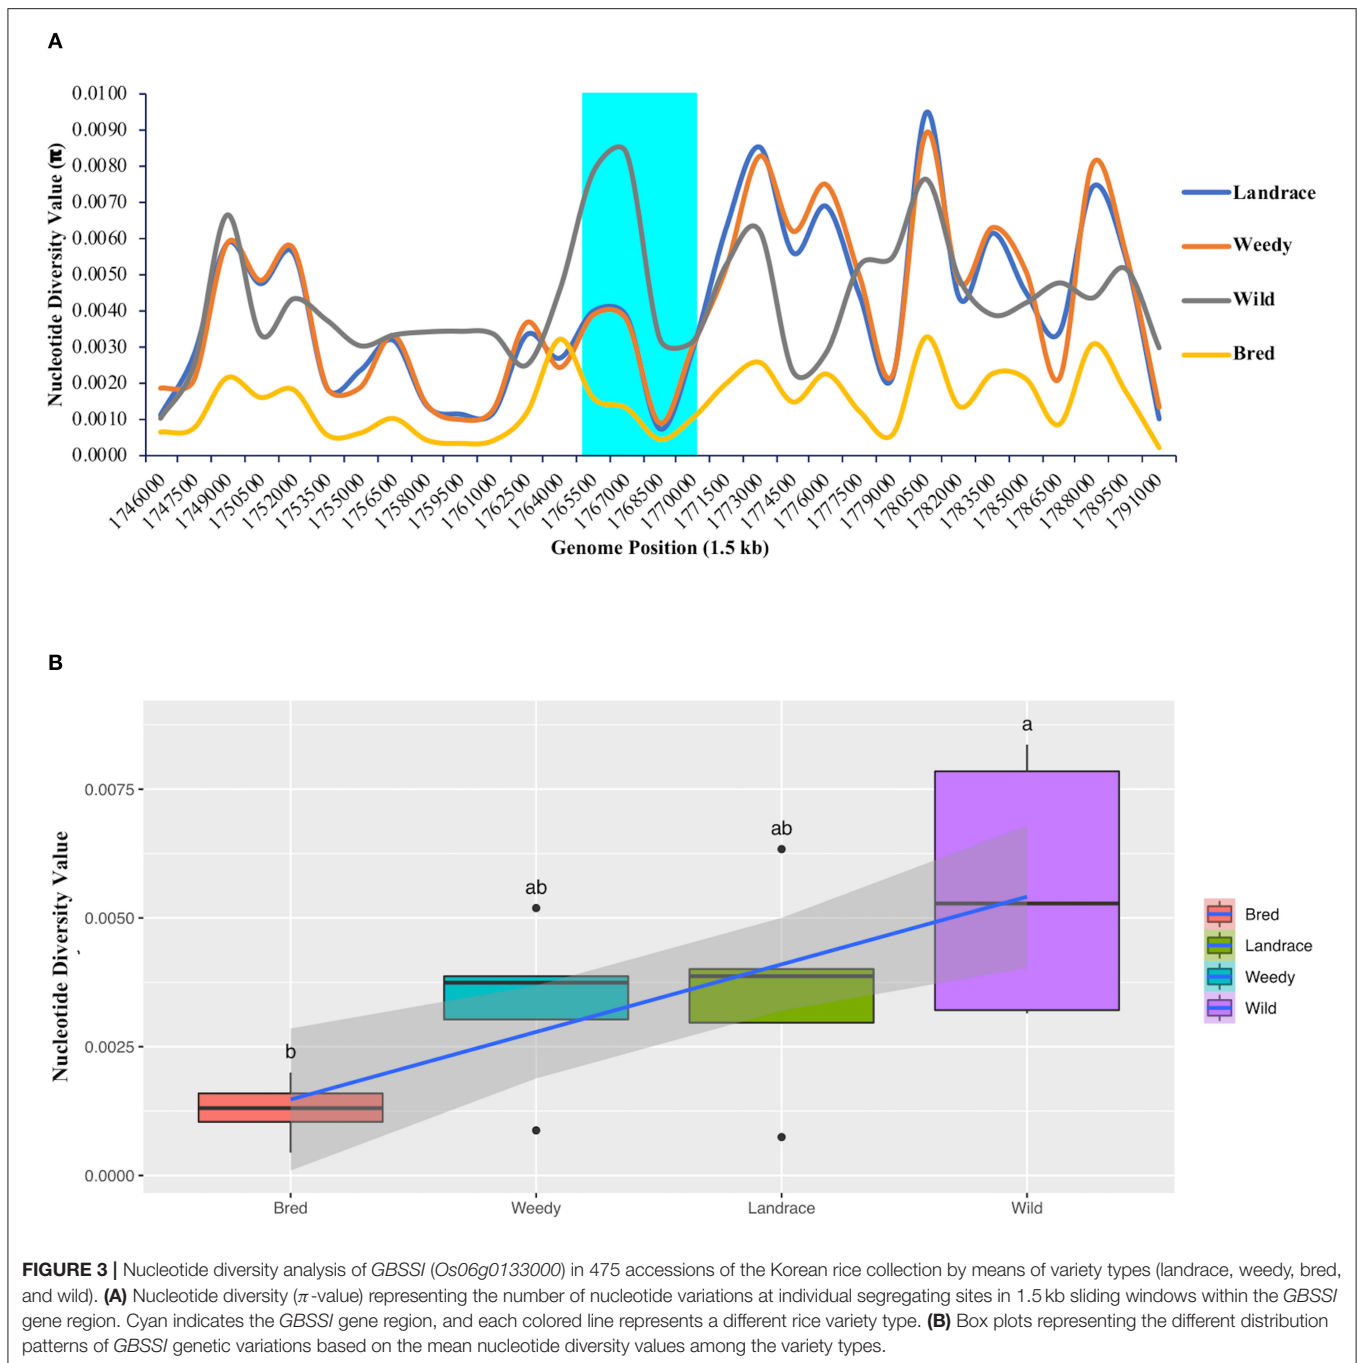 A
0.0100
0.0090
0.0080
0.0070
0.0060
0.0050
0.0040
0.0030
0.0020
0.0010
0.0000
Nucleotide Diversity Value (π)
1746000
1747500
1749000
1750500
1752000
1753500
1755000
1756500
1758000
1759500
1761000
1762500
1764000
1765500
1767000
1768500
1770000
1771500
1773000
1774500
1776000
1777500
1779000
1780500
1782000
1783500
1785000
1786500
1788000
1789500
1791000
Genome Position (1.5 kb)
Landrace
Weedy
Wild
Bred
B
Nucleotide Diversity Value
0.0075
0.0050
0.0025
0.0000
b
ab
ab
a
Bred
Weedy
Landrace
Wild
Bred
Landrace
Weedy
Wild
FIGURE 3 | Nucleotide diversity analysis of GBSSI (Os06g0133000) in 475 accessions of the Korean rice collection by means of variety types (landrace, weedy, bred,
and wild). (A) Nucleotide diversity (π-value) representing the number of nucleotide variations at individual segregating sites in 1.5 kb sliding windows within the GBSSI
gene region. Cyan indicates the GBSSI gene region, and each colored line represents a different rice variety type. (B) Box plots representing the different distribution
patterns of GBSSI genetic variations based on the mean nucleotide diversity values among the variety types.